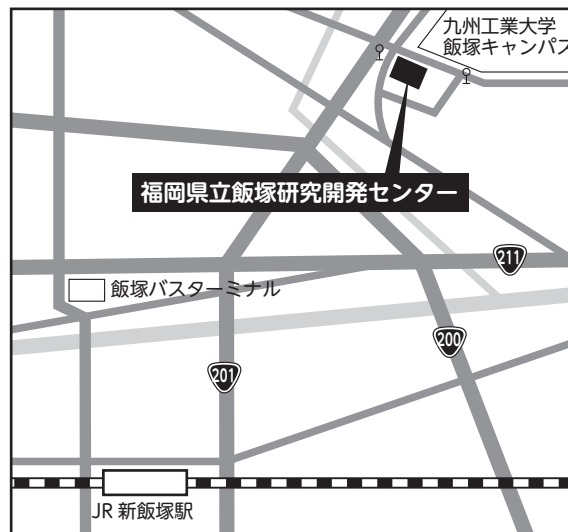 九州工業大学
飯塚キャンパス
福岡県立飯塚研究開発センター
211
飯塚バスターミナル
200
201
JR 新飯塚駅